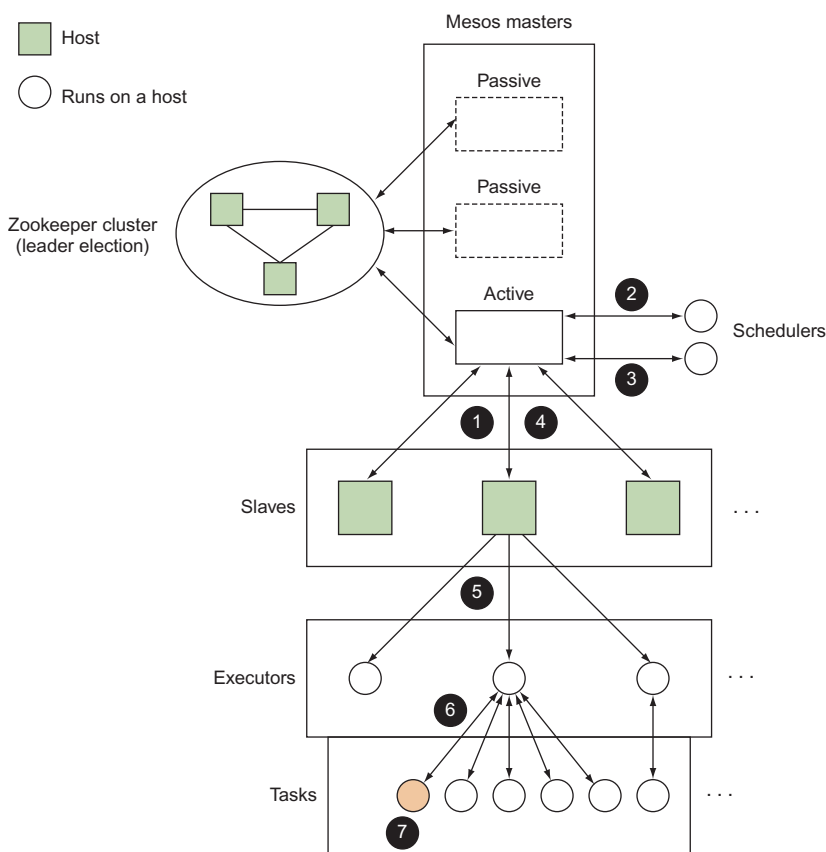 Mesos masters
Host
Runs on a host
Passive
Passive
Zookeeper cluster
(leader election)
Active
2
Schedulers
3
1
4
Slaves
. . .
5
Executors
. . .
6
Tasks
. . .
7